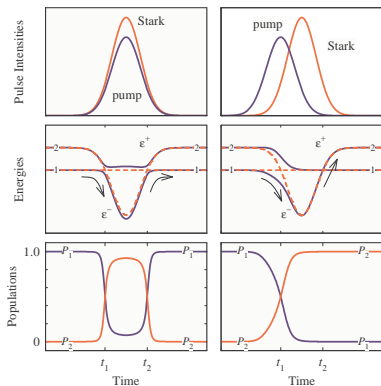 Stark
pump
pump
Stark
Pulse Intensities
2
1
ε⁺
ε⁻
2
1
2
1
ε⁺
ε⁻
2
1
Energies
1.0
0
P₁
P₂
P₁
P₂
P₁
P₂
P₂
P₁
Populations
t₁ t₂
t₁ t₂
Time
Time